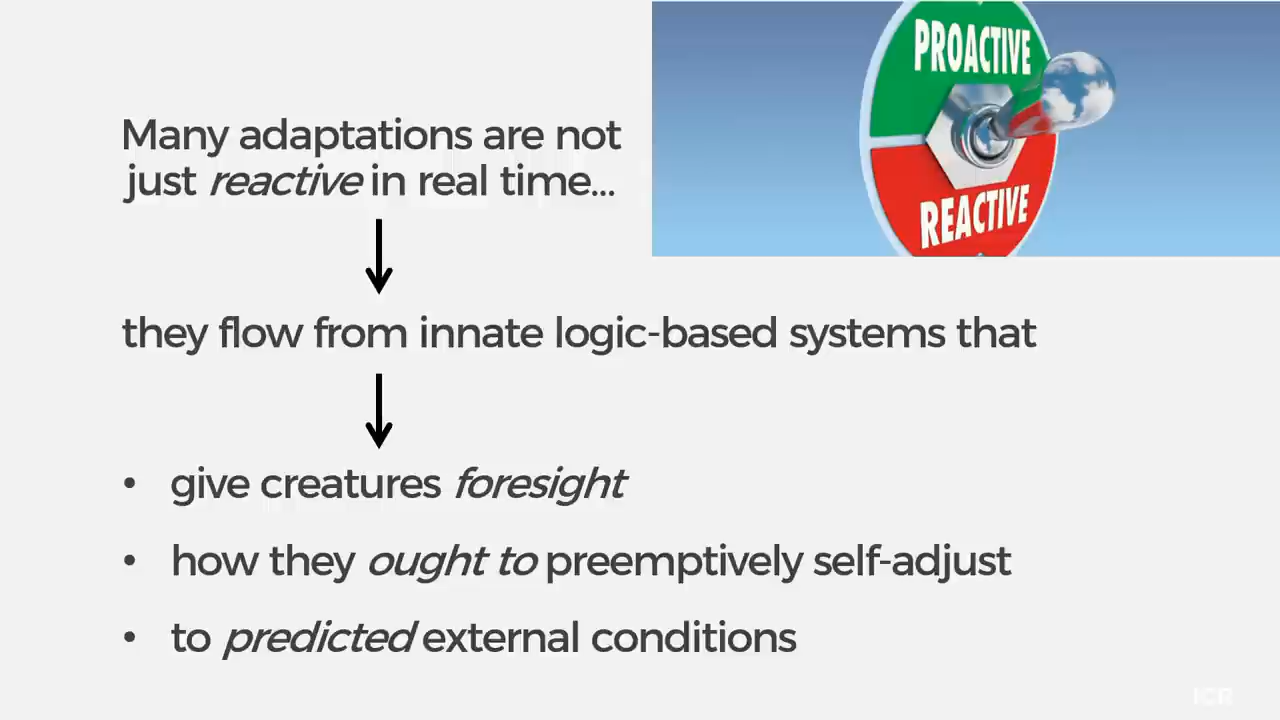 PROACTIVE
REACTIVE
Many adaptations are not
just reactive in real time...
they flow from innate logic-based systems that
• give creatures foresight
• how they ought to preemptively self-adjust
• to predicted external conditions
ICR